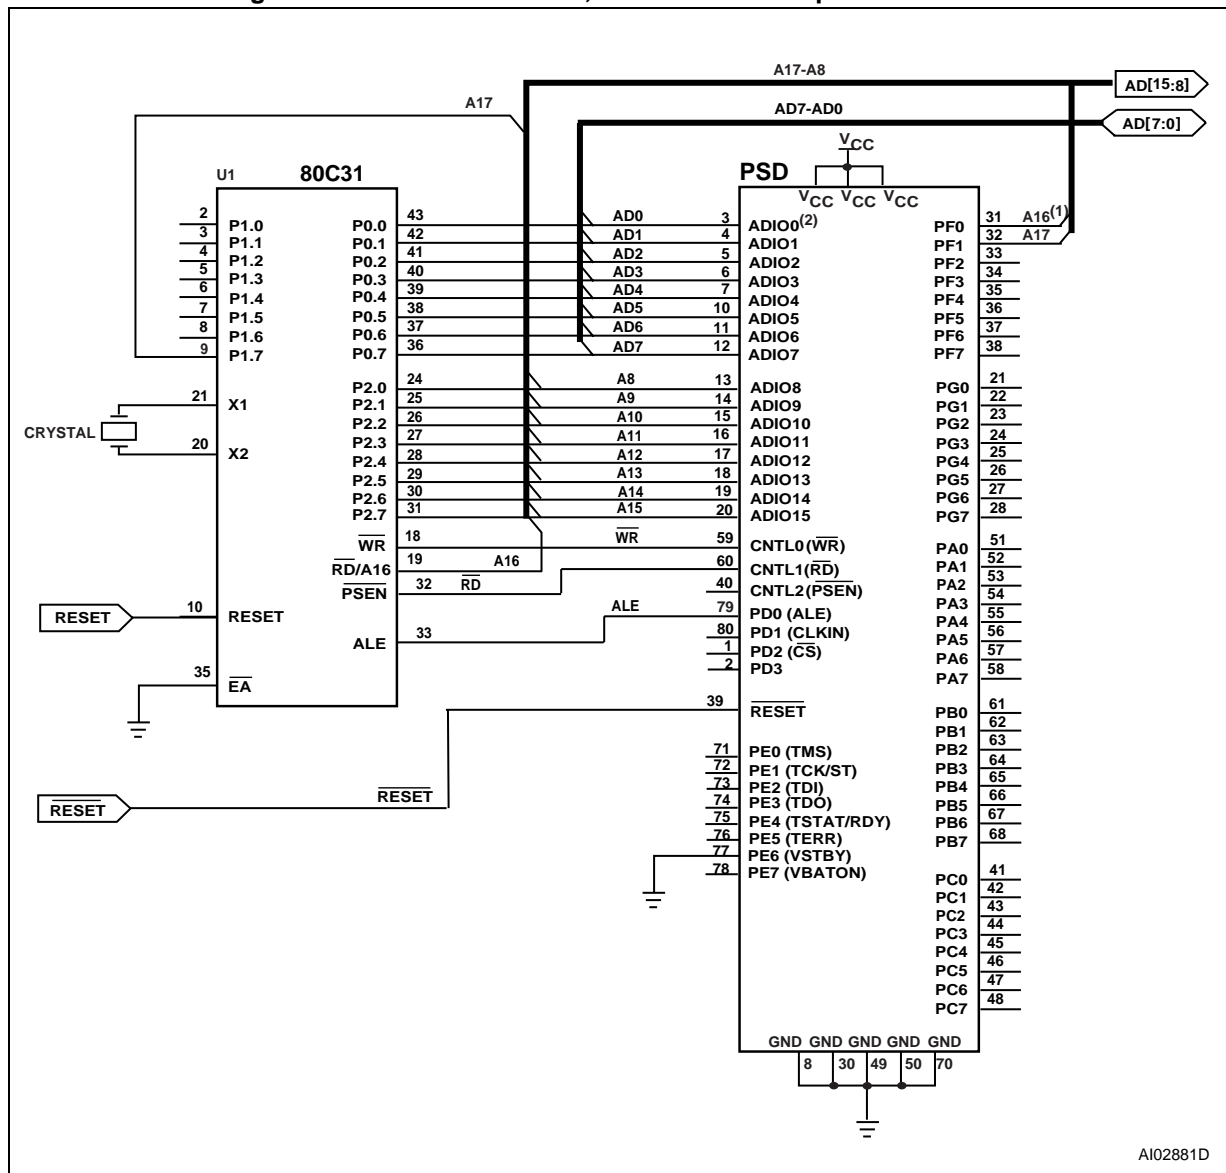 A17-A8
AD[15:8]
A17
AD7-AD0
AD[7:0]
VCC
U1
80C31
PSD
VCC VCC VCC
2 P1.0
3 P1.1
4 P1.2
5 P1.3
6 P1.4
7 P1.5
8 P1.6
9 P1.7
21 X1
CRYSTAL
20 X2
10 RESET
RESET
35 EA
RESET
RESET
P0.0 43 AD0 3 ADIO0(2)
P0.1 42 AD1 4 ADIO1
P0.2 41 AD2 5 ADIO2
P0.3 40 AD3 6 ADIO3
P0.4 39 AD4 7 ADIO4
P0.5 38 AD5 10 ADIO5
P0.6 37 AD6 11 ADIO6
P0.7 36 AD7 12 ADIO7
P2.0 24 A8 13 ADIO8
P2.1 25 A9 14 ADIO9
P2.2 26 A10 15 ADIO10
P2.3 27 A11 16 ADIO11
P2.4 28 A12 17 ADIO12
P2.5 29 A13 18 ADIO13
P2.6 30 A14 19 ADIO14
P2.7 31 A15 20 ADIO15
WR 18 WR 59 CNTL0(WR)
RD/A16 19 A16 60 CNTL1(RD)
PSEN 32 RD 40 CNTL2(PSEN)
ALE 33 ALE 79 PD0 (ALE)
80 PD1 (CLKIN)
1 PD2 (CS)
2 PD3
39 RESET
71 PE0 (TMS)
72 PE1 (TCK/ST)
73 PE2 (TDI)
74 PE3 (TDO)
75 PE4 (TSTAT/RDY)
76 PE5 (TERR)
77 PE6 (VSTBY)
78 PE7 (VBATON)
PF0 31 A16(1)
PF1 32 A17
PF2 33
PF3 34
PF4 35
PF5 36
PF6 37
PF7 38
PG0 21
PG1 22
PG2 23
PG3 24
PG4 25
PG5 26
PG6 27
PG7 28
PA0 51
PA1 52
PA2 53
PA3 54
PA4 55
PA5 56
PA6 57
PA7 58
PB0 61
PB1 62
PB2 63
PB3 64
PB4 65
PB5 66
PB6 67
PB7 68
PC0 41
PC1 42
PC2 43
PC3 44
PC4 45
PC5 46
PC6 47
PC7 48
GND GND GND GND GND
8 30 49 50 70
AI02881D